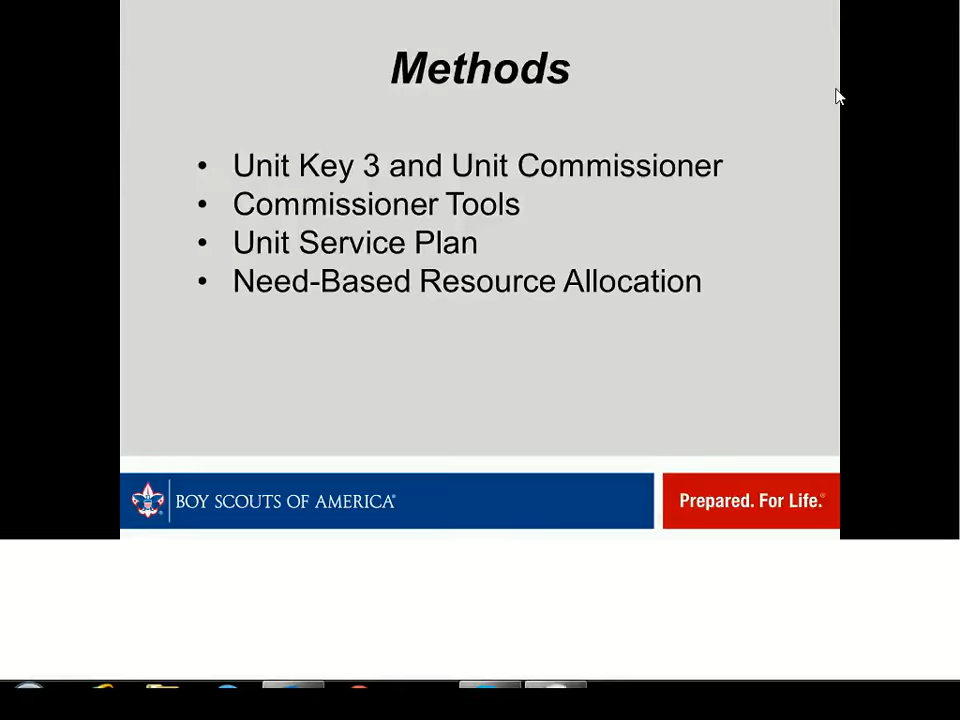 Methods
• Unit Key 3 and Unit Commissioner
• Commissioner Tools
• Unit Service Plan
• Need-Based Resource Allocation
BOY SCOUTS OF AMERICA®
Prepared. For Life.®